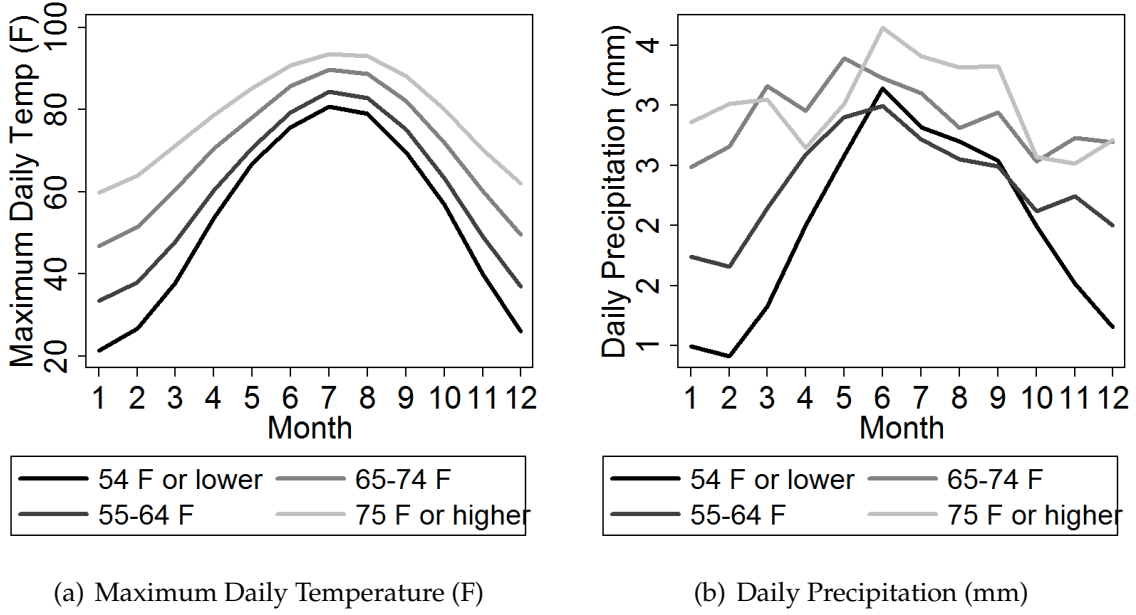 Maximum Daily Temp (F)
100
80
60
40
20
1 2 3 4 5 6 7 8 9 10 11 12
Month
54 F or lower 65-74 F
55-64 F 75 F or higher
(a) Maximum Daily Temperature (F)
Daily Precipitation (mm)
4
3
3
2
2
1
1 2 3 4 5 6 7 8 9 10 11 12
Month
54 F or lower 65-74 F
55-64 F 75 F or higher
(b) Daily Precipitation (mm)